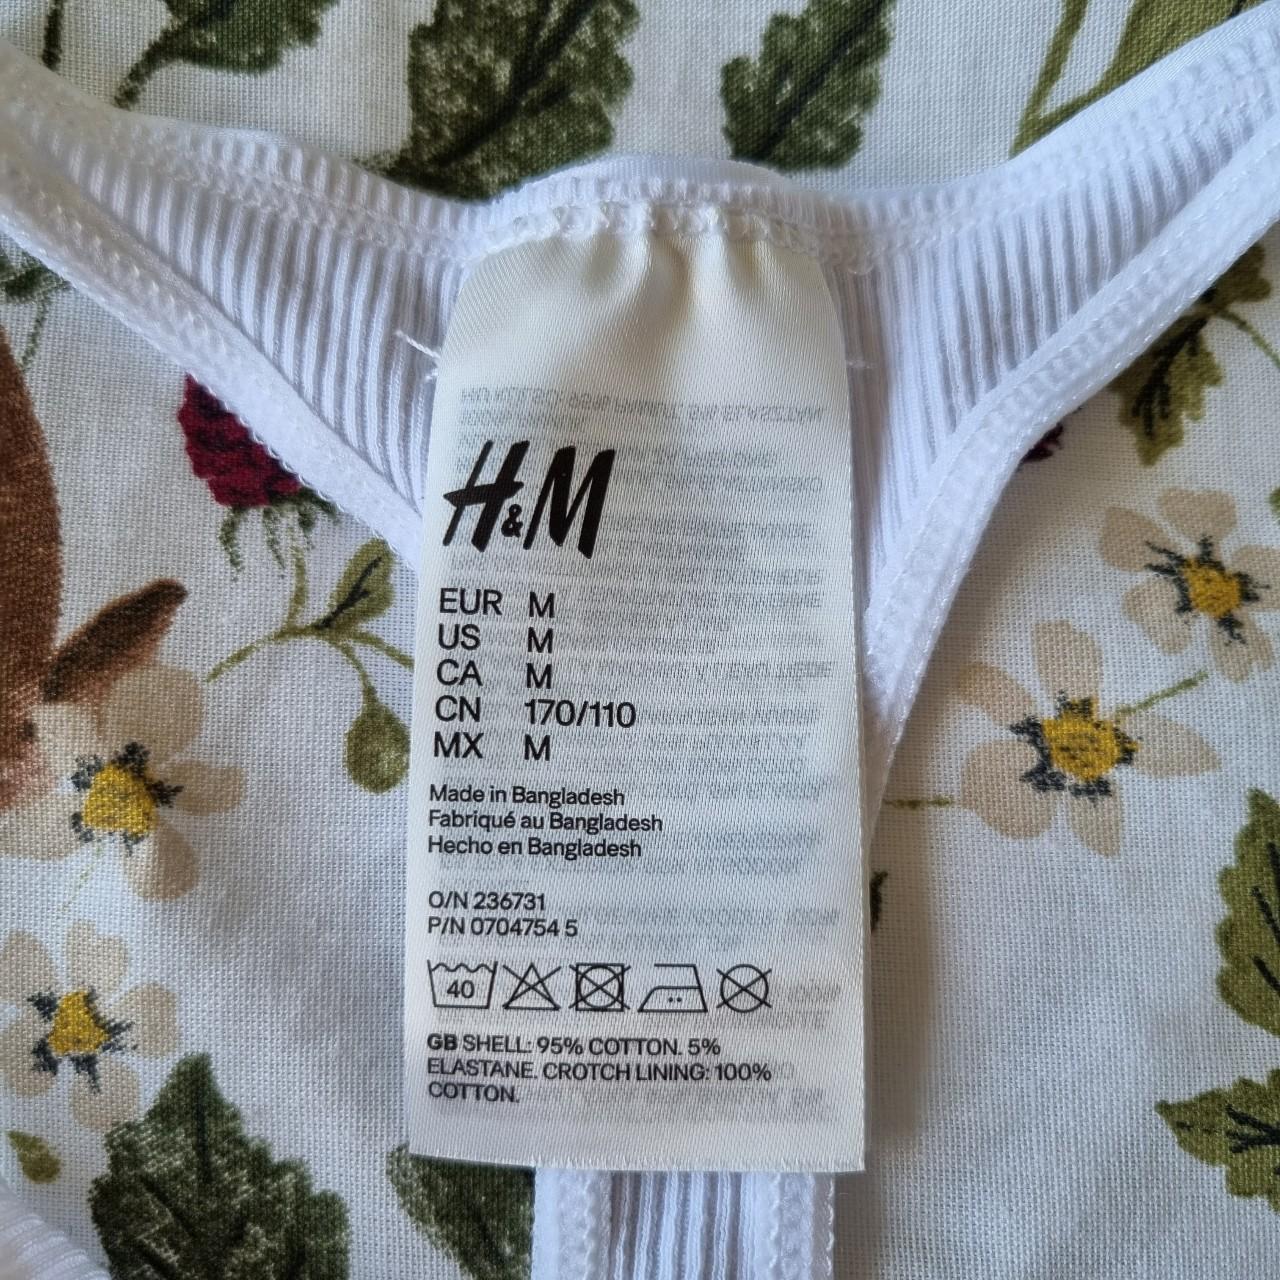 H&M
EUR M
US M
CA M
CN 170/110
MX M
Made in Bangladesh
Fabriqué au Bangladesh
Hecho en Bangladesh
O/N 236731
P/N 0704754 5
40
GB SHELL: 95% COTTON. 5%
ELASTANE. CROTCH LINING: 100%
COTTON.